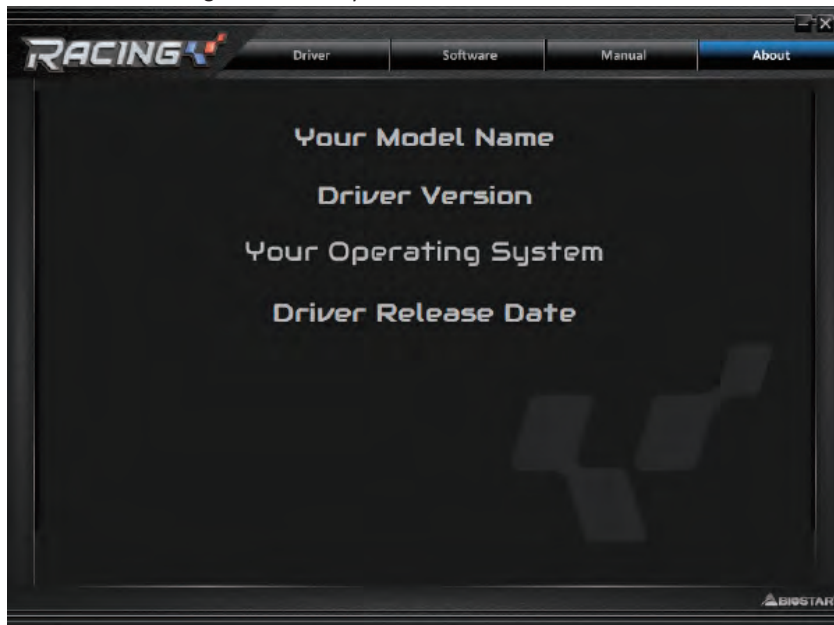 RACING
Driver Software Manual About
Your Model Name
Driver Version
Your Operating System
Driver Release Date
BIOSTAR